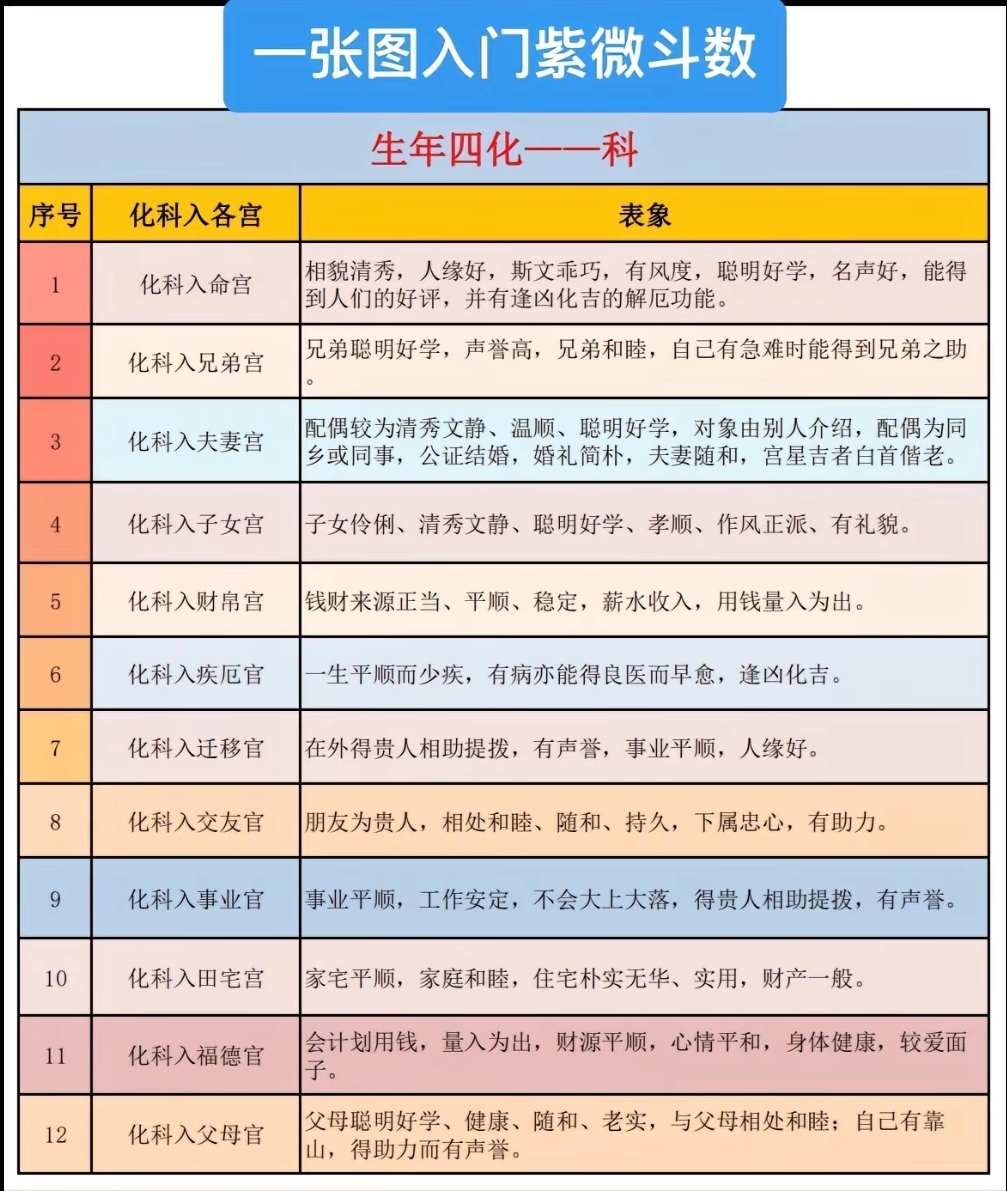 一张图入门紫微斗数
生年四化——科
序号 化科入各宫 表象
1 化科入命宫 相貌清秀，人缘好，斯文乖巧，有风度，聪明好学，名声好，能得
到人们的好评，并有逢凶化吉的解厄功能。
2 化科入兄弟宫 兄弟聪明好学，声誉高，兄弟和睦，自己有急难时能得到兄弟之助
。
3 化科入夫妻宫 配偶较为清秀文静、温顺、聪明好学，对象由别人介绍，配偶为同
乡或同事，公证结婚，婚礼简朴，夫妻随和，宫星吉者白首偕老。
4 化科入子女宫 子女伶俐、清秀文静、聪明好学、孝顺、作风正派、有礼貌。
5 化科入财帛宫 钱财来源正当、平顺、稳定，薪水收入，用钱量入为出。
6 化科入疾厄官 一生平顺而少疾，有病亦能得良医而早愈，逢凶化吉。
7 化科入迁移官 在外得贵人相助提拨，有声誉，事业平顺，人缘好。
8 化科入交友官 朋友为贵人，相处和睦、随和、持久，下属忠心，有助力。
9 化科入事业官 事业平顺，工作安定，不会大上大落，得贵人相助提拨，有声誉。
10 化科入田宅宫 家宅平顺，家庭和睦，住宅朴实无华、实用，财产一般。
11 化科入福德官 会计划用钱，量入为出，财源平顺，心情平和，身体健康，较爱面
子。
12 化科入父母官 父母聪明好学、健康、随和、老实，与父母相处和睦；自己有靠
山，得助力而有声誉。